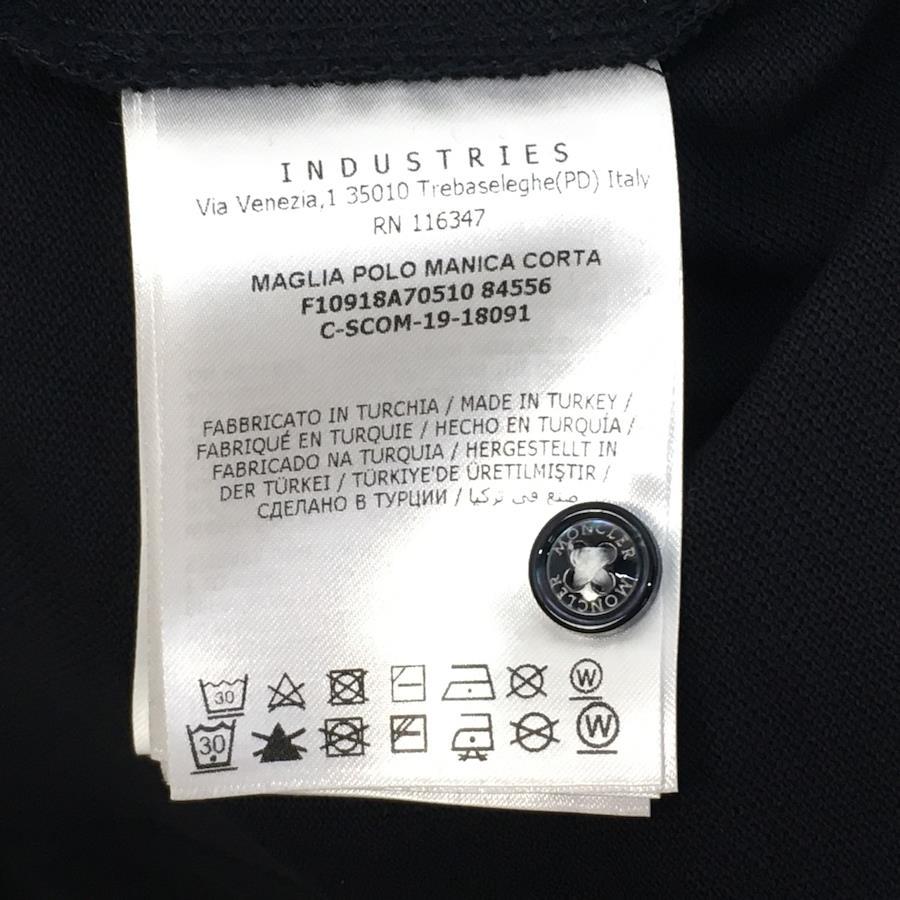 INDUSTRIES
Via Venezia,1 35010 Trebaseleghe(PD) Italy
RN 116347
MAGLIA POLO MANICA CORTA
F10918A70510 84556
C-SCOM-19-18091
FABBRICATO IN TURCHIA / MADE IN TURKEY /
FABRIQUÉ EN TURQUIE / HECHO EN TURQUÍA /
FABRICADO NA TURQUIA / HERGESTELLT IN
DER TÜRKEI / TÜRKIYE'DE ÜRETILMIŞTIR /
СДЕЛАНО В ТУРЦИИ / صنع في تركيا
MONCLER
MONCLER
30 W
30 W